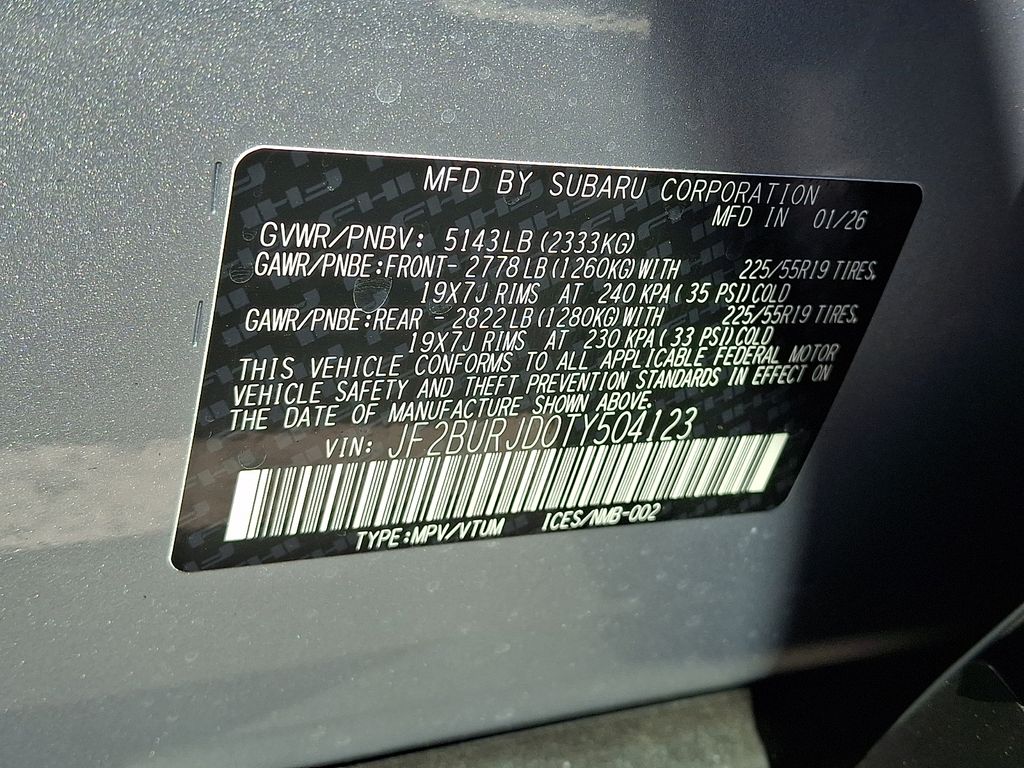 MFD BY SUBARU CORPORATION
MFD IN 01/26
GVWR/PNBV: 5143LB(2333KG)
GAWR/PNBE:FRONT- 2778LB(1260KG)WITH 225/55R19 TIRES,
19X7J RIMS AT 240 KPA(35 PSI)COLD
GAWR/PNBE:REAR - 2822LB(1280KG)WITH 225/55R19 TIRES,
19X7J RIMS AT 230 KPA(33 PSI)COLD
THIS VEHICLE CONFORMS TO ALL APPLICABLE FEDERAL MOTOR
VEHICLE SAFETY AND THEFT PREVENTION STANDARDS IN EFFECT ON
THE DATE OF MANUFACTURE SHOWN ABOVE.
VIN: JF2BURJD0TY504123
TYPE:MPV/VTUM ICES/NMB-002